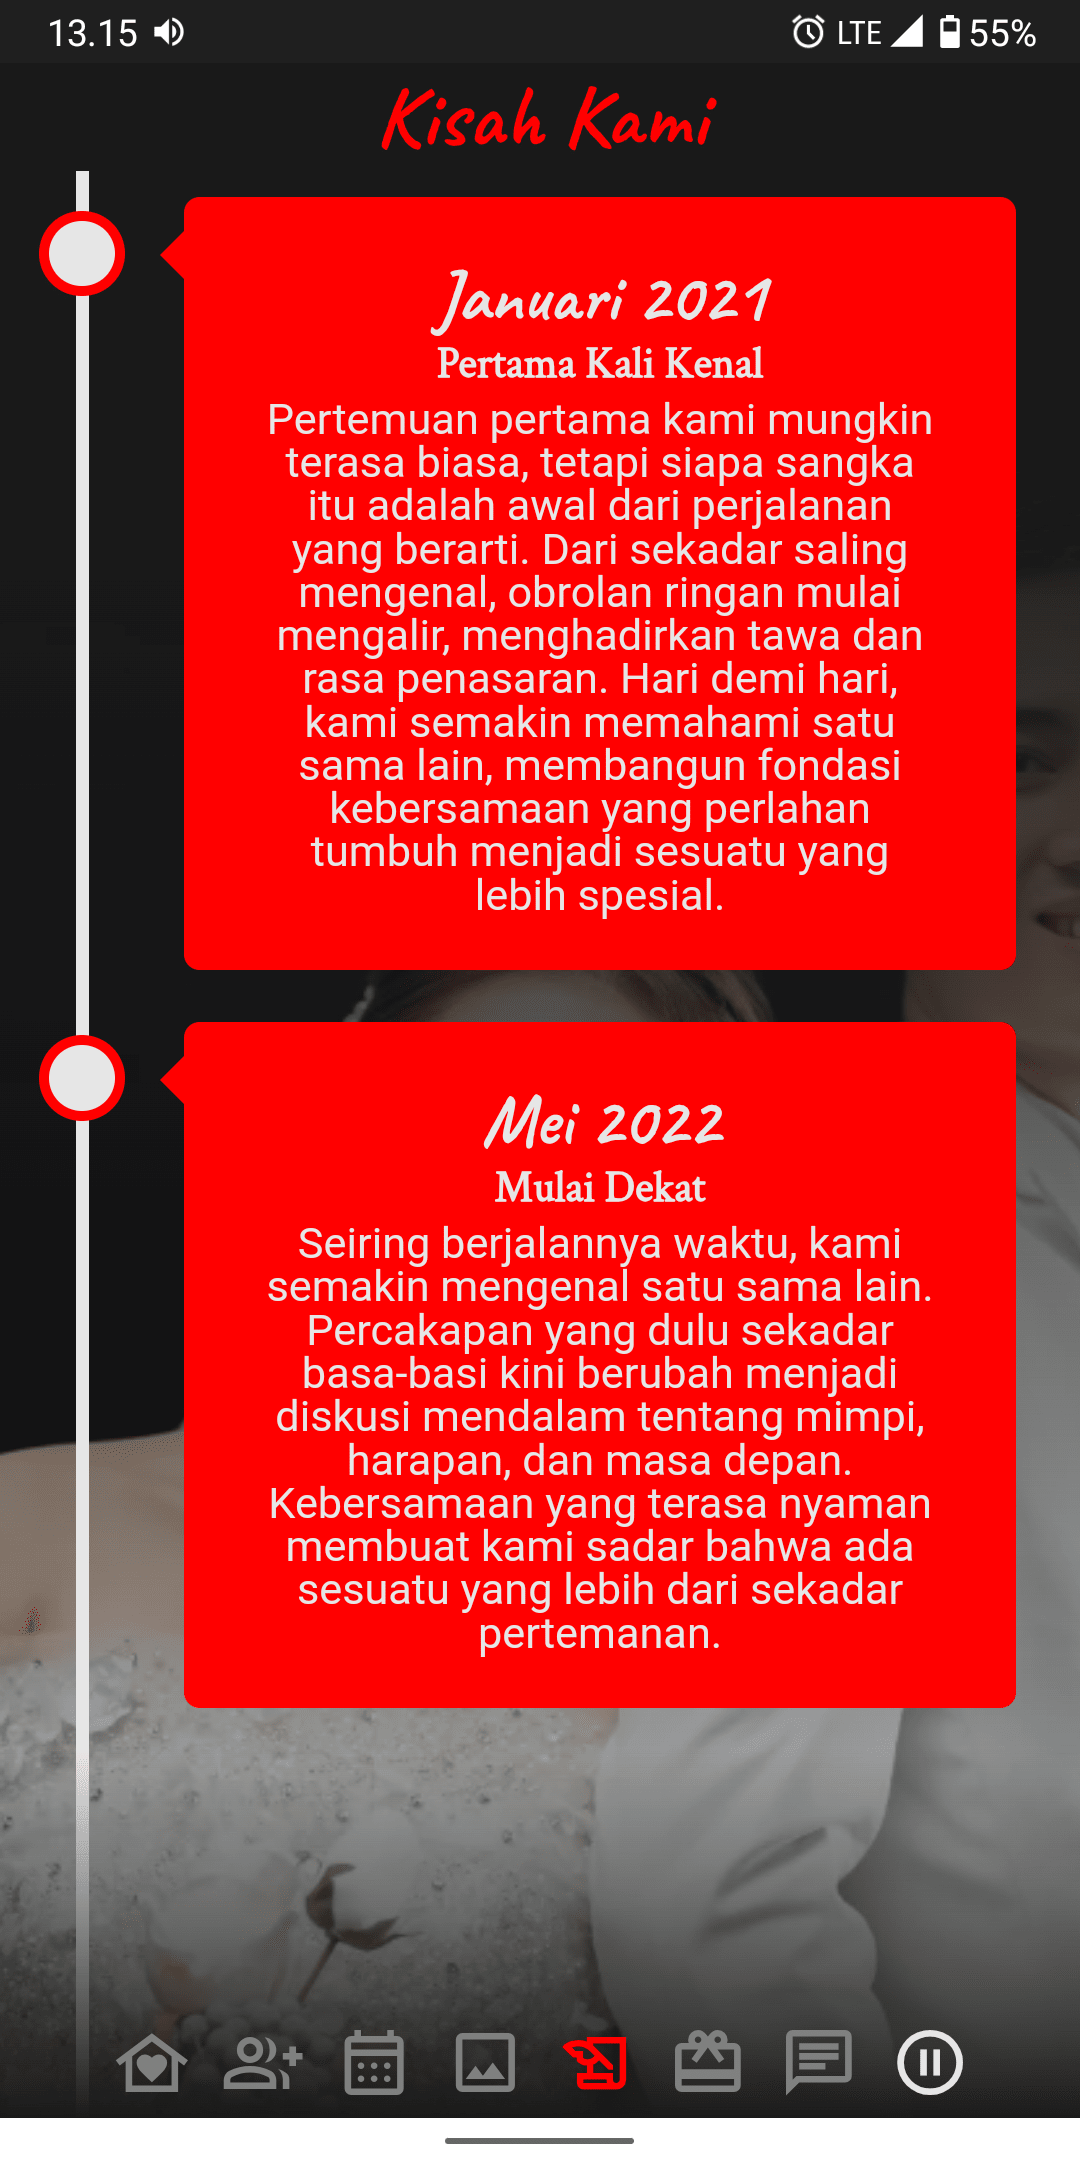 13.15
LTE
55%
Kisah Kami
Januari 2021
Pertama Kali Kenal
Pertemuan pertama kami mungkin
terasa biasa, tetapi siapa sangka
itu adalah awal dari perjalanan
yang berarti. Dari sekadar saling
mengenal, obrolan ringan mulai
mengalir, menghadirkan tawa dan
rasa penasaran. Hari demi hari,
kami semakin memahami satu
sama lain, membangun fondasi
kebersamaan yang perlahan
tumbuh menjadi sesuatu yang
lebih spesial.
Mei 2022
Mulai Dekat
Seiring berjalannya waktu, kami
semakin mengenal satu sama lain.
Percakapan yang dulu sekadar
basa-basi kini berubah menjadi
diskusi mendalam tentang mimpi,
harapan, dan masa depan.
Kebersamaan yang terasa nyaman
membuat kami sadar bahwa ada
sesuatu yang lebih dari sekadar
pertemanan.